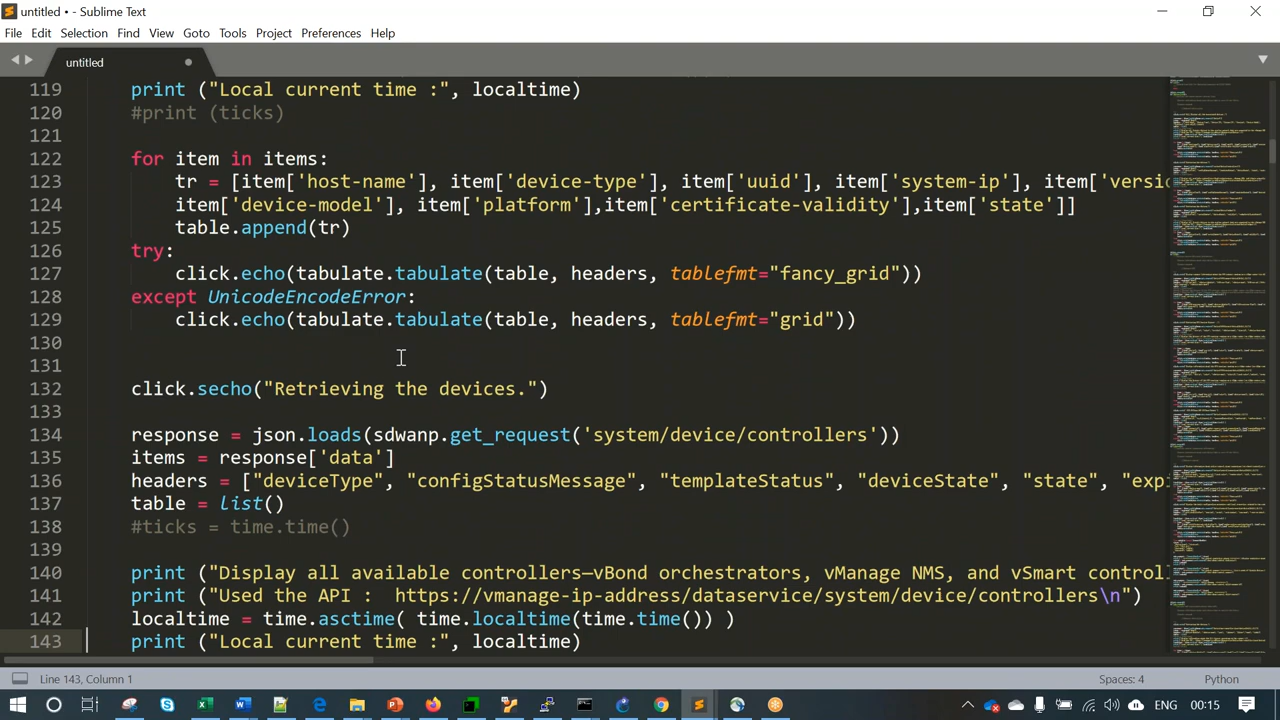 untitled • - Sublime Text
File Edit Selection Find View Goto Tools Project Preferences Help
untitled
119 print ("Local current time :", localtime)
120 #print (ticks)
121
122 for item in items:
123 tr = [item['host-name'], item['device-type'], item['uuid'], item['system-ip'], item['versio
124 item['device-model'], item['platform'],item['certificate-validity'],item['state']]
125 table.append(tr)
126 try:
127 click.echo(tabulate.tabulate(table, headers, tablefmt="fancy_grid"))
128 except UnicodeEncodeError:
129 click.echo(tabulate.tabulate(table, headers, tablefmt="grid"))
130
131
132 click.secho("Retrieving the devices.")
133
134 response = json.loads(sdwanp.get_request('system/device/controllers'))
135 items = response['data']
136 headers = ["deviceType", "configStatusMessage", "templateStatus", "deviceState", "state", "exp
137 table = list()
138 #ticks = time.time()
139
140 print ("Display all available controllers—vBond orchestrators, vManage NMS, and vSmart control
141 print ("Used the API : https://vmanage-ip-address/dataservice/system/device/controllers\n")
142 localtime = time.asctime( time.localtime(time.time()) )
143 print ("Local current time :", localtime)
Line 143, Column 1
Spaces: 4
Python
ENG
00:15